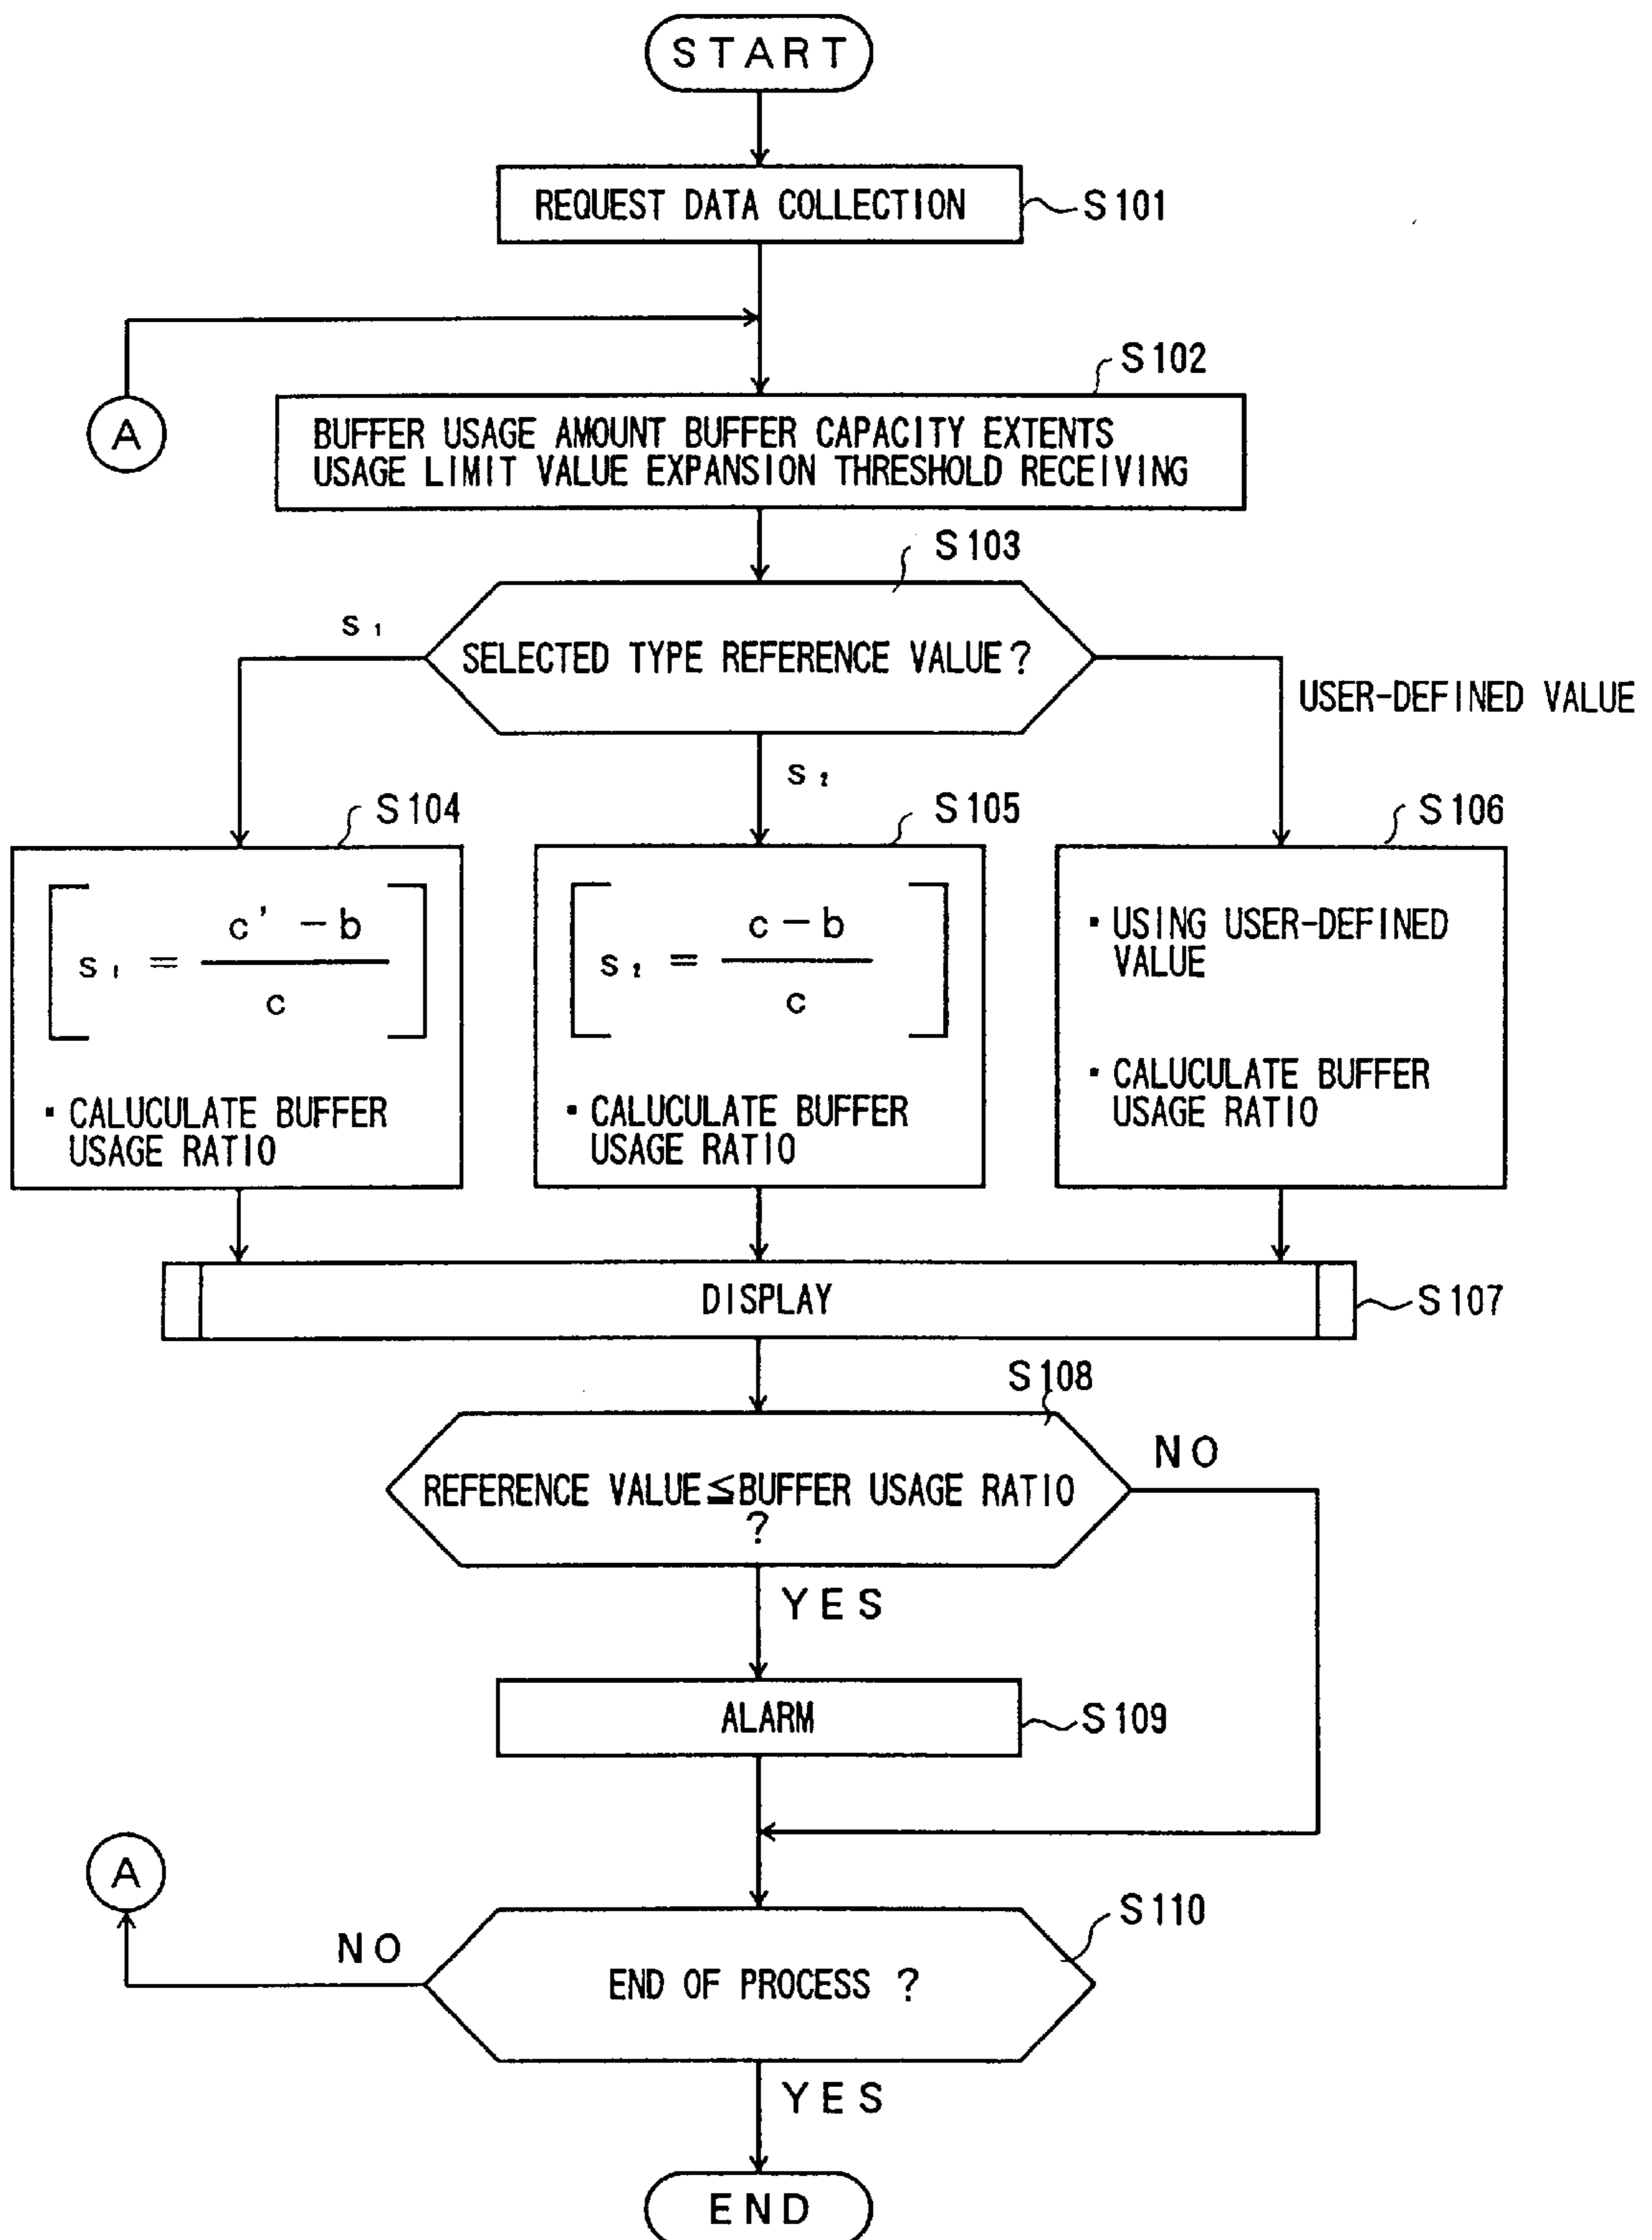 START
REQUEST DATA COLLECTION
S101
A
S102
BUFFER USAGE AMOUNT BUFFER CAPACITY EXTENTS
USAGE LIMIT VALUE EXPANSION THRESHOLD RECEIVING
S103
s₁
SELECTED TYPE REFERENCE VALUE?
USER-DEFINED VALUE
s₂
S104
S105
S106
s₁ = (c' - b) / c
▪ CALUCULATE BUFFER
USAGE RATIO
s₂ = (c - b) / c
▪ CALUCULATE BUFFER
USAGE RATIO
▪ USING USER-DEFINED
VALUE
▪ CALUCULATE BUFFER
USAGE RATIO
DISPLAY
S107
S108
REFERENCE VALUE≦BUFFER USAGE RATIO
?
NO
YES
ALARM
S109
A
S110
NO
END OF PROCESS ?
YES
END